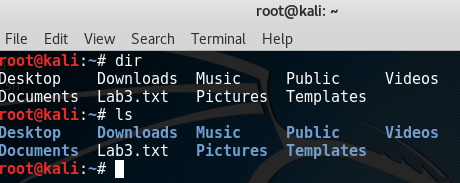 root@kali: ~
File Edit View Search Terminal Help
root@kali:~# dir
Desktop Downloads Music Public Videos
Documents Lab3.txt Pictures Templates
root@kali:~# ls
Desktop Downloads Music Public Videos
Documents Lab3.txt Pictures Templates
root@kali:~#